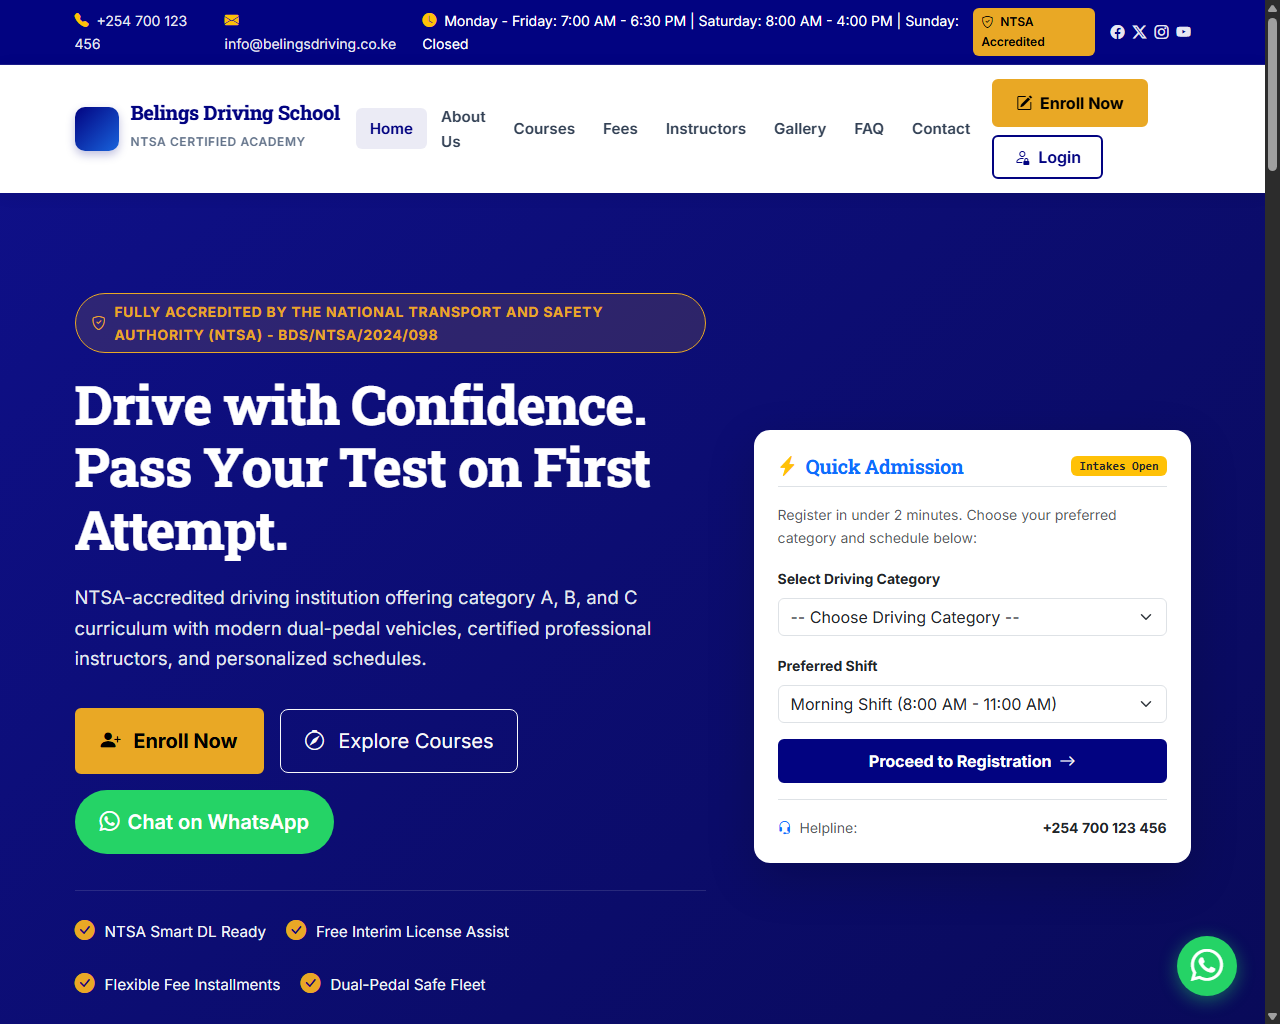 +254 700 123
456
info@belingsdriving.co.ke
Monday - Friday: 7:00 AM - 6:30 PM | Saturday: 8:00 AM - 4:00 PM | Sunday:
Closed
NTSA
Accredited
Belings Driving School
NTSA CERTIFIED ACADEMY
Home
About
Us
Courses
Fees
Instructors
Gallery
FAQ
Contact
Enroll Now
Login
FULLY ACCREDITED BY THE NATIONAL TRANSPORT AND SAFETY
AUTHORITY (NTSA) - BDS/NTSA/2024/098
Drive with Confidence.
Pass Your Test on First
Attempt.
NTSA-accredited driving institution offering category A, B, and C
curriculum with modern dual-pedal vehicles, certified professional
instructors, and personalized schedules.
Enroll Now
Explore Courses
Chat on WhatsApp
NTSA Smart DL Ready
Free Interim License Assist
Flexible Fee Installments
Dual-Pedal Safe Fleet
Quick Admission
Intakes Open
Register in under 2 minutes. Choose your preferred
category and schedule below:
Select Driving Category
-- Choose Driving Category --
Preferred Shift
Morning Shift (8:00 AM - 11:00 AM)
Proceed to Registration
Helpline:
+254 700 123 456